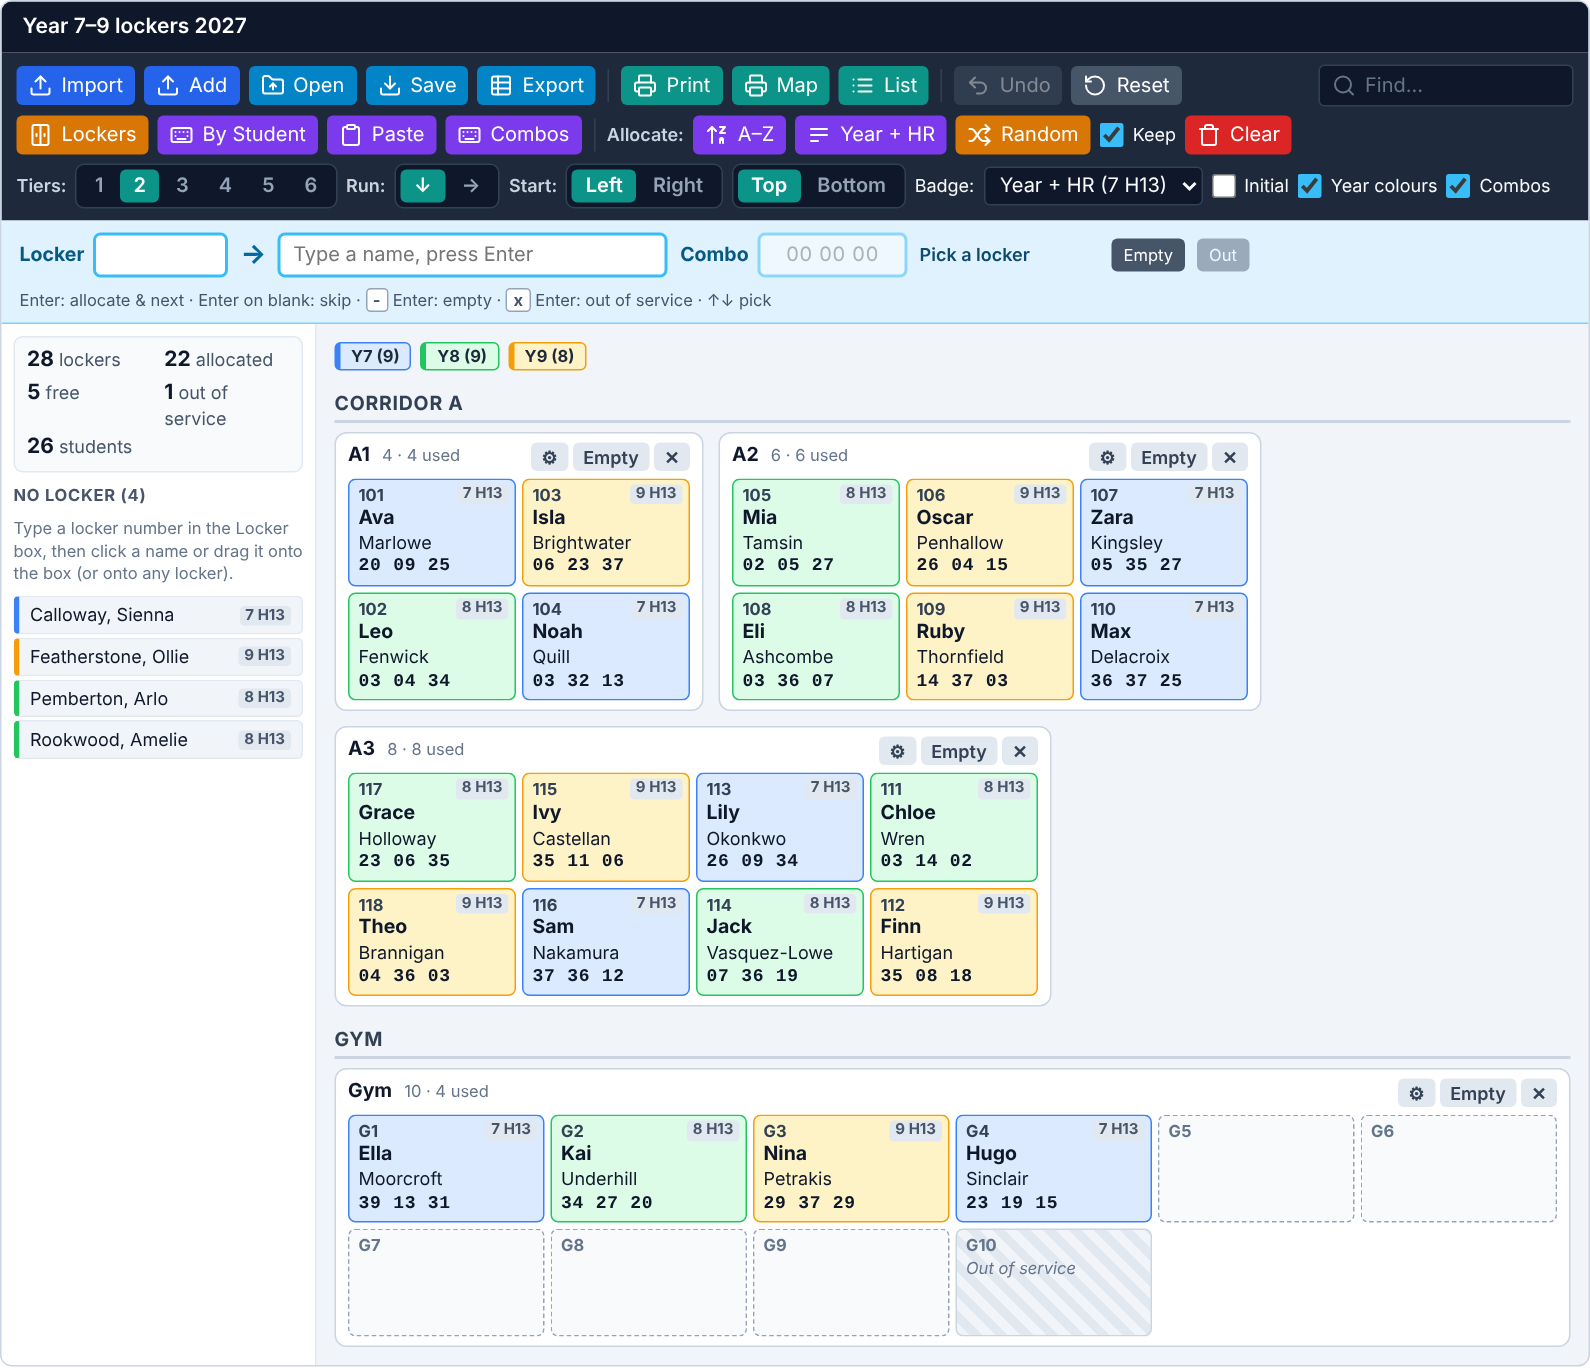 Year 7–9 lockers 2027
Import Add Open Save Export Print Map List Undo Reset Find...
Lockers By Student Paste Combos Allocate: A–Z Year + HR Random Keep Clear
Tiers: 1 2 3 4 5 6 Run: ↓ → Start: Left Right Top Bottom Badge: Year + HR (7 H13) Initial Year colours Combos
Locker → Type a name, press Enter Combo 00 00 00 Pick a locker Empty Out
Enter: allocate & next · Enter on blank: skip · - Enter: empty · x Enter: out of service · ↑↓ pick
28 lockers 22 allocated
5 free 1 out of
service
26 students
NO LOCKER (4)
Type a locker number in the Locker
box, then click a name or drag it onto
the box (or onto any locker).
Calloway, Sienna 7 H13
Featherstone, Ollie 9 H13
Pemberton, Arlo 8 H13
Rookwood, Amelie 8 H13
Y7 (9) Y8 (9) Y9 (8)
CORRIDOR A
A1 4 · 4 used ⚙ Empty ✕
101 7 H13 103 9 H13
Ava Isla
Marlowe Brightwater
20 09 25 06 23 37
102 8 H13 104 7 H13
Leo Noah
Fenwick Quill
03 04 34 03 32 13
A2 6 · 6 used ⚙ Empty ✕
105 8 H13 106 9 H13 107 7 H13
Mia Oscar Zara
Tamsin Penhallow Kingsley
02 05 27 26 04 15 05 35 27
108 8 H13 109 9 H13 110 7 H13
Eli Ruby Max
Ashcombe Thornfield Delacroix
03 36 07 14 37 03 36 37 25
A3 8 · 8 used ⚙ Empty ✕
117 8 H13 115 9 H13 113 7 H13 111 8 H13
Grace Ivy Lily Chloe
Holloway Castellan Okonkwo Wren
23 06 35 35 11 06 26 09 34 03 14 02
118 9 H13 116 7 H13 114 8 H13 112 9 H13
Theo Sam Jack Finn
Brannigan Nakamura Vasquez-Lowe Hartigan
04 36 03 37 36 12 07 36 19 35 08 18
GYM
Gym 10 · 4 used ⚙ Empty ✕
G1 7 H13 G2 8 H13 G3 9 H13 G4 7 H13 G5 G6
Ella Kai Nina Hugo
Moorcroft Underhill Petrakis Sinclair
39 13 31 34 27 20 29 37 29 23 19 15
G7 G8 G9 G10
Out of service